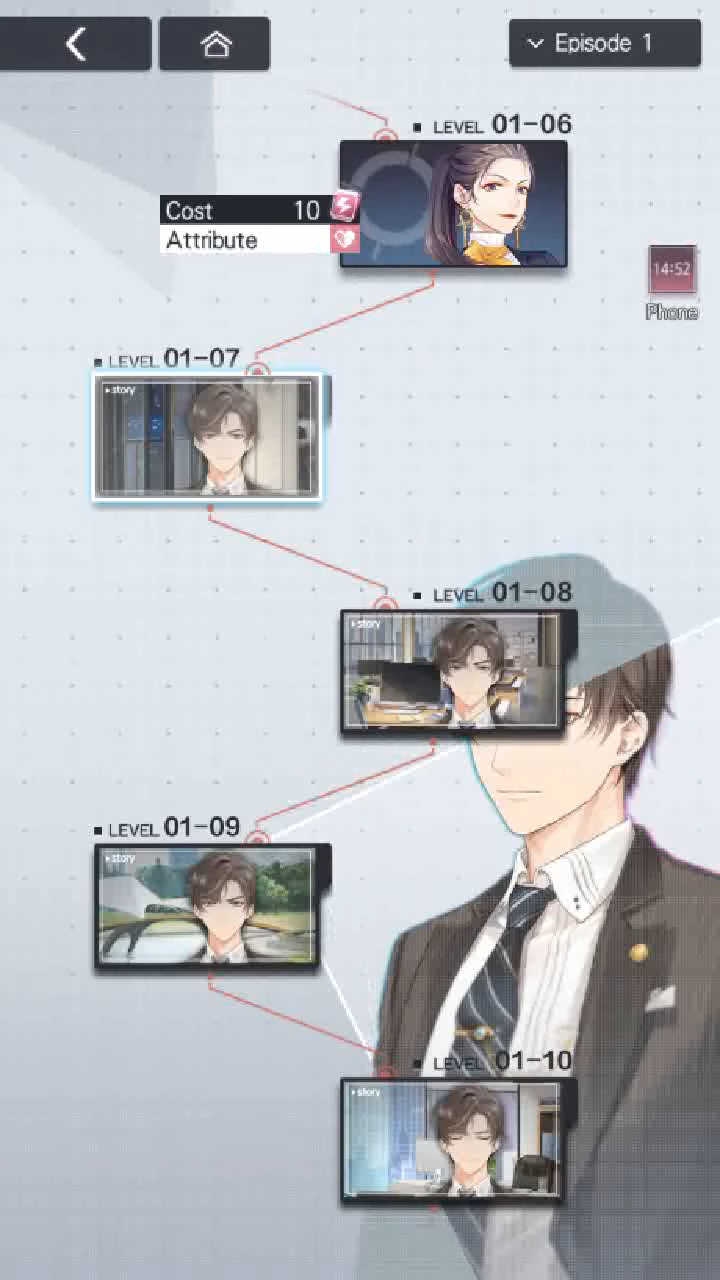 Episode 1
LEVEL 01-06
Cost 10
Attribute
14:52
Phone
LEVEL 01-07
story
LEVEL 01-08
story
LEVEL 01-09
story
LEVEL 01-10
story